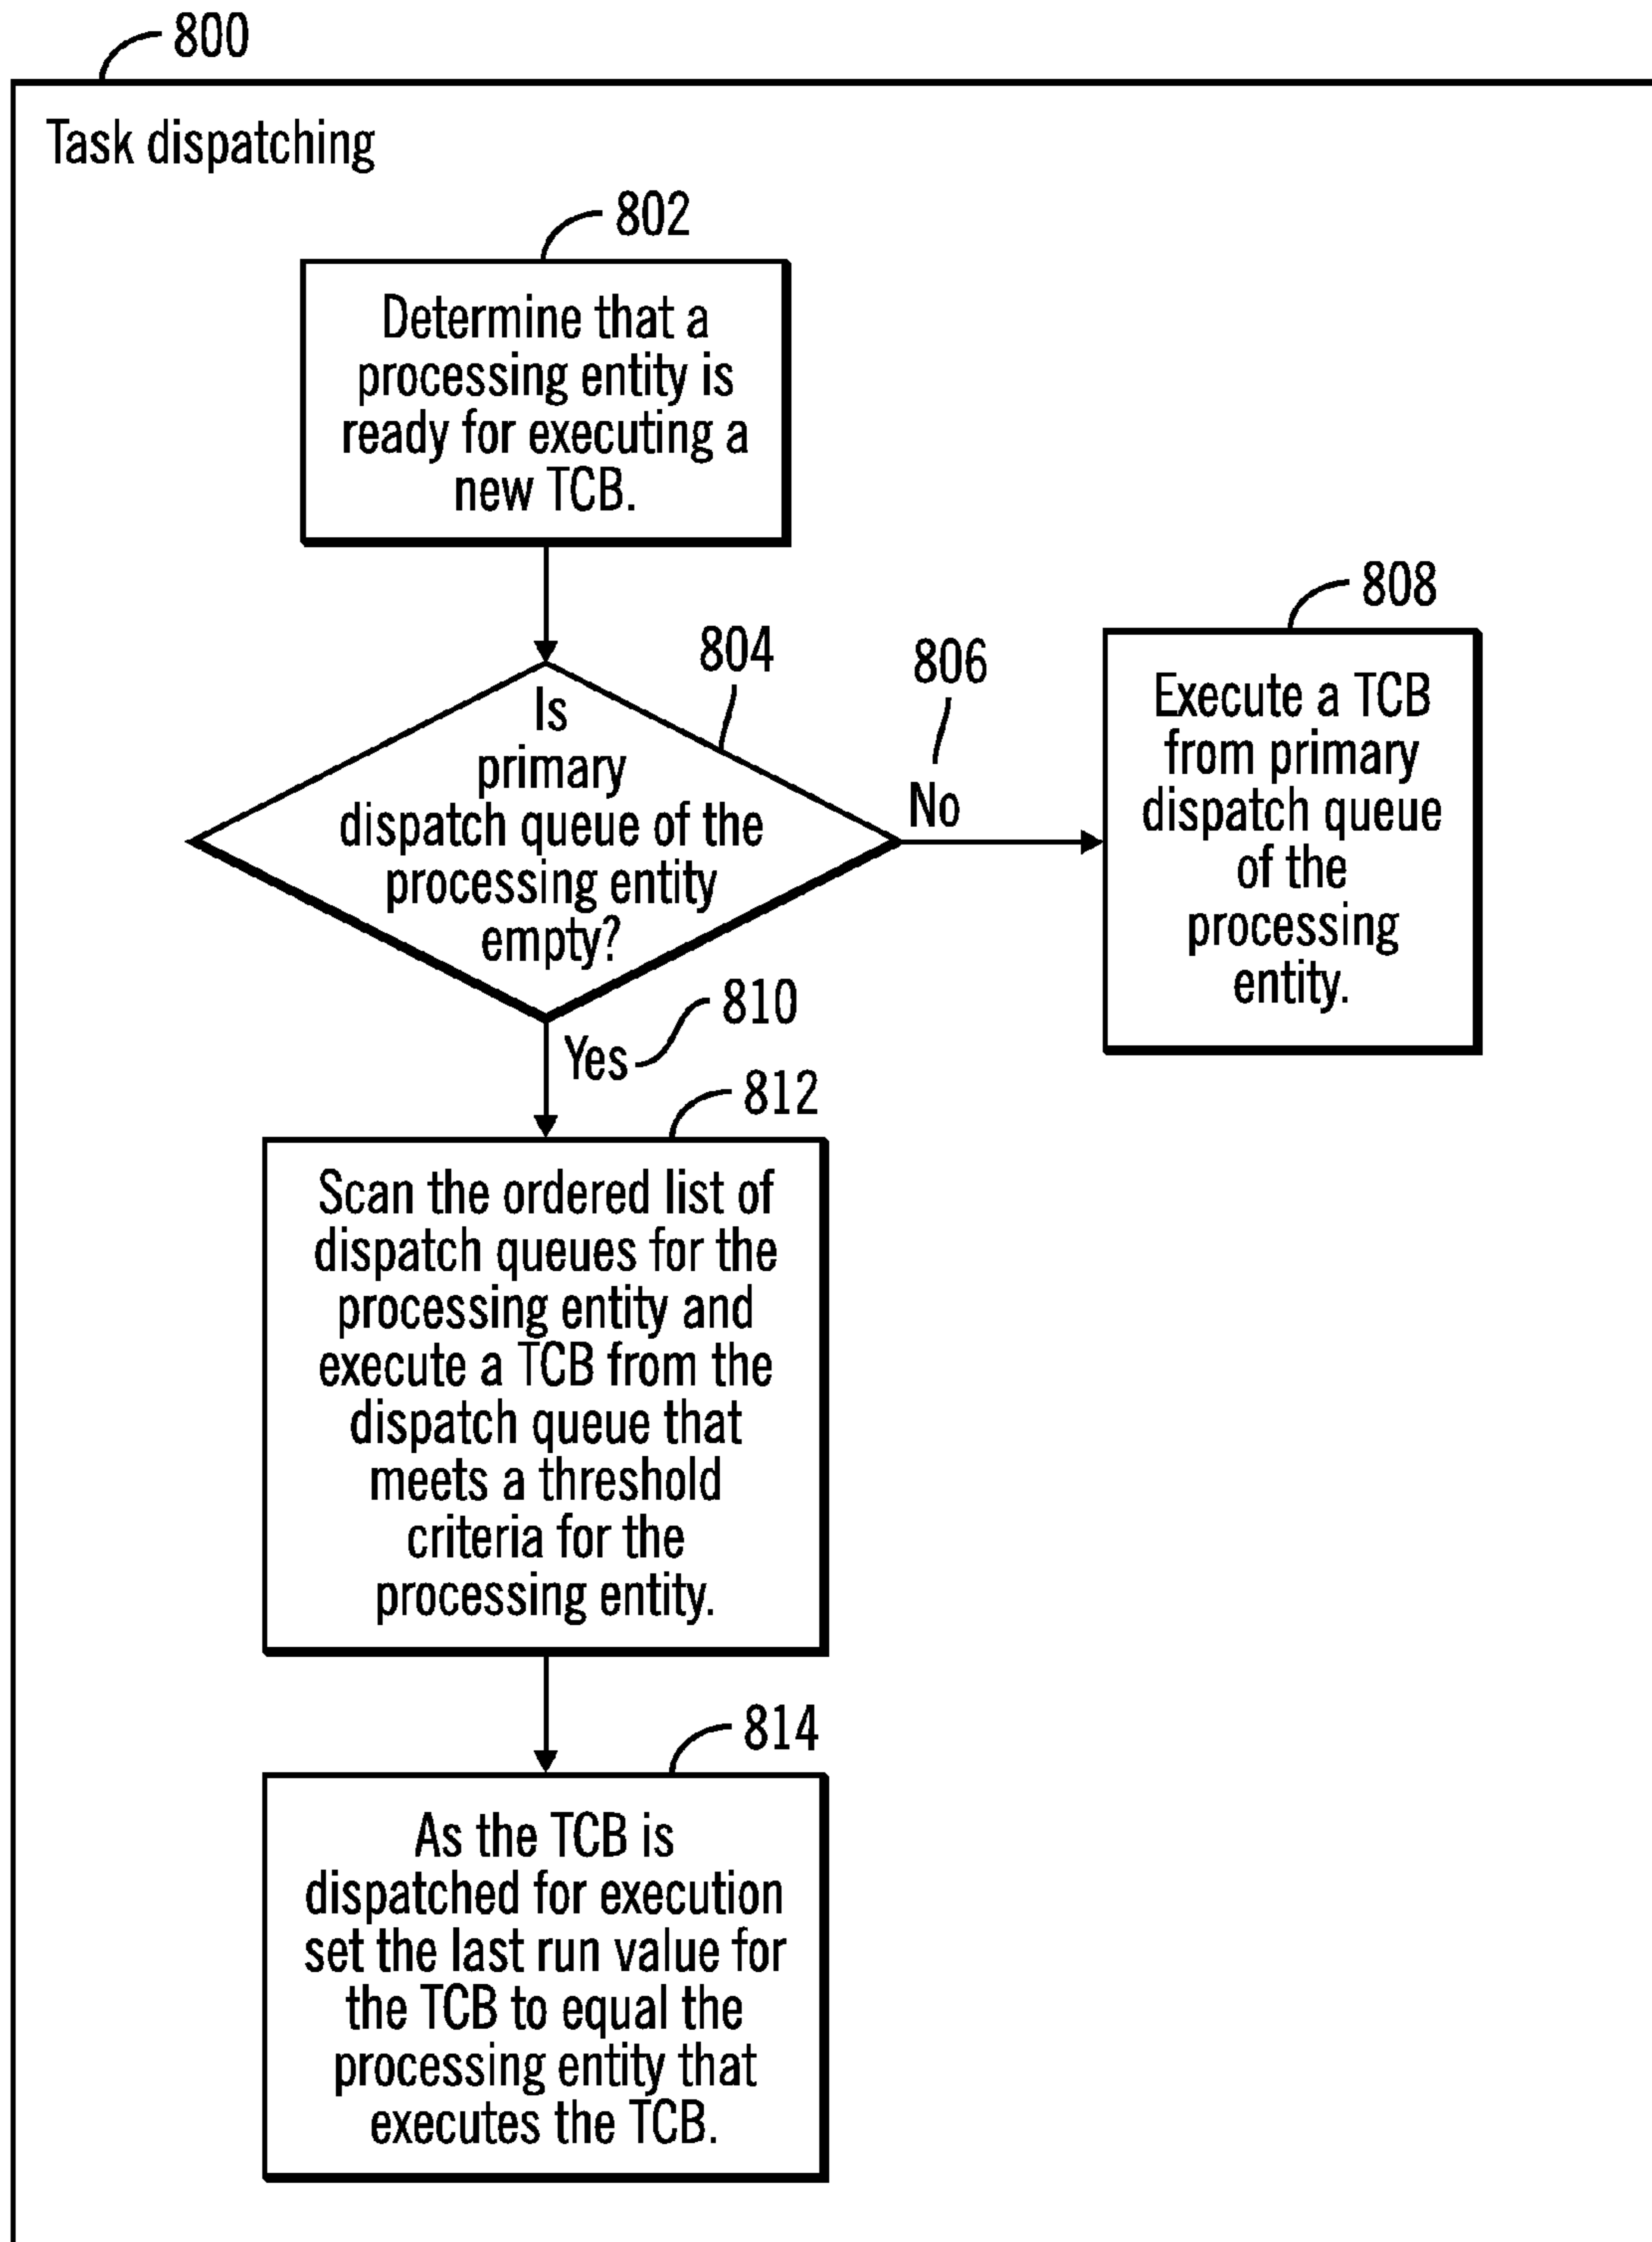 800
Task dispatching
802
Determine that a
processing entity is
ready for executing a
new TCB.
804
806
808
Is
primary
dispatch queue of the
processing entity
empty?
No
Execute a TCB
from primary
dispatch queue
of the
processing
entity.
810
Yes
812
Scan the ordered list of
dispatch queues for the
processing entity and
execute a TCB from the
dispatch queue that
meets a threshold
criteria for the
processing entity.
814
As the TCB is
dispatched for execution
set the last run value for
the TCB to equal the
processing entity that
executes the TCB.